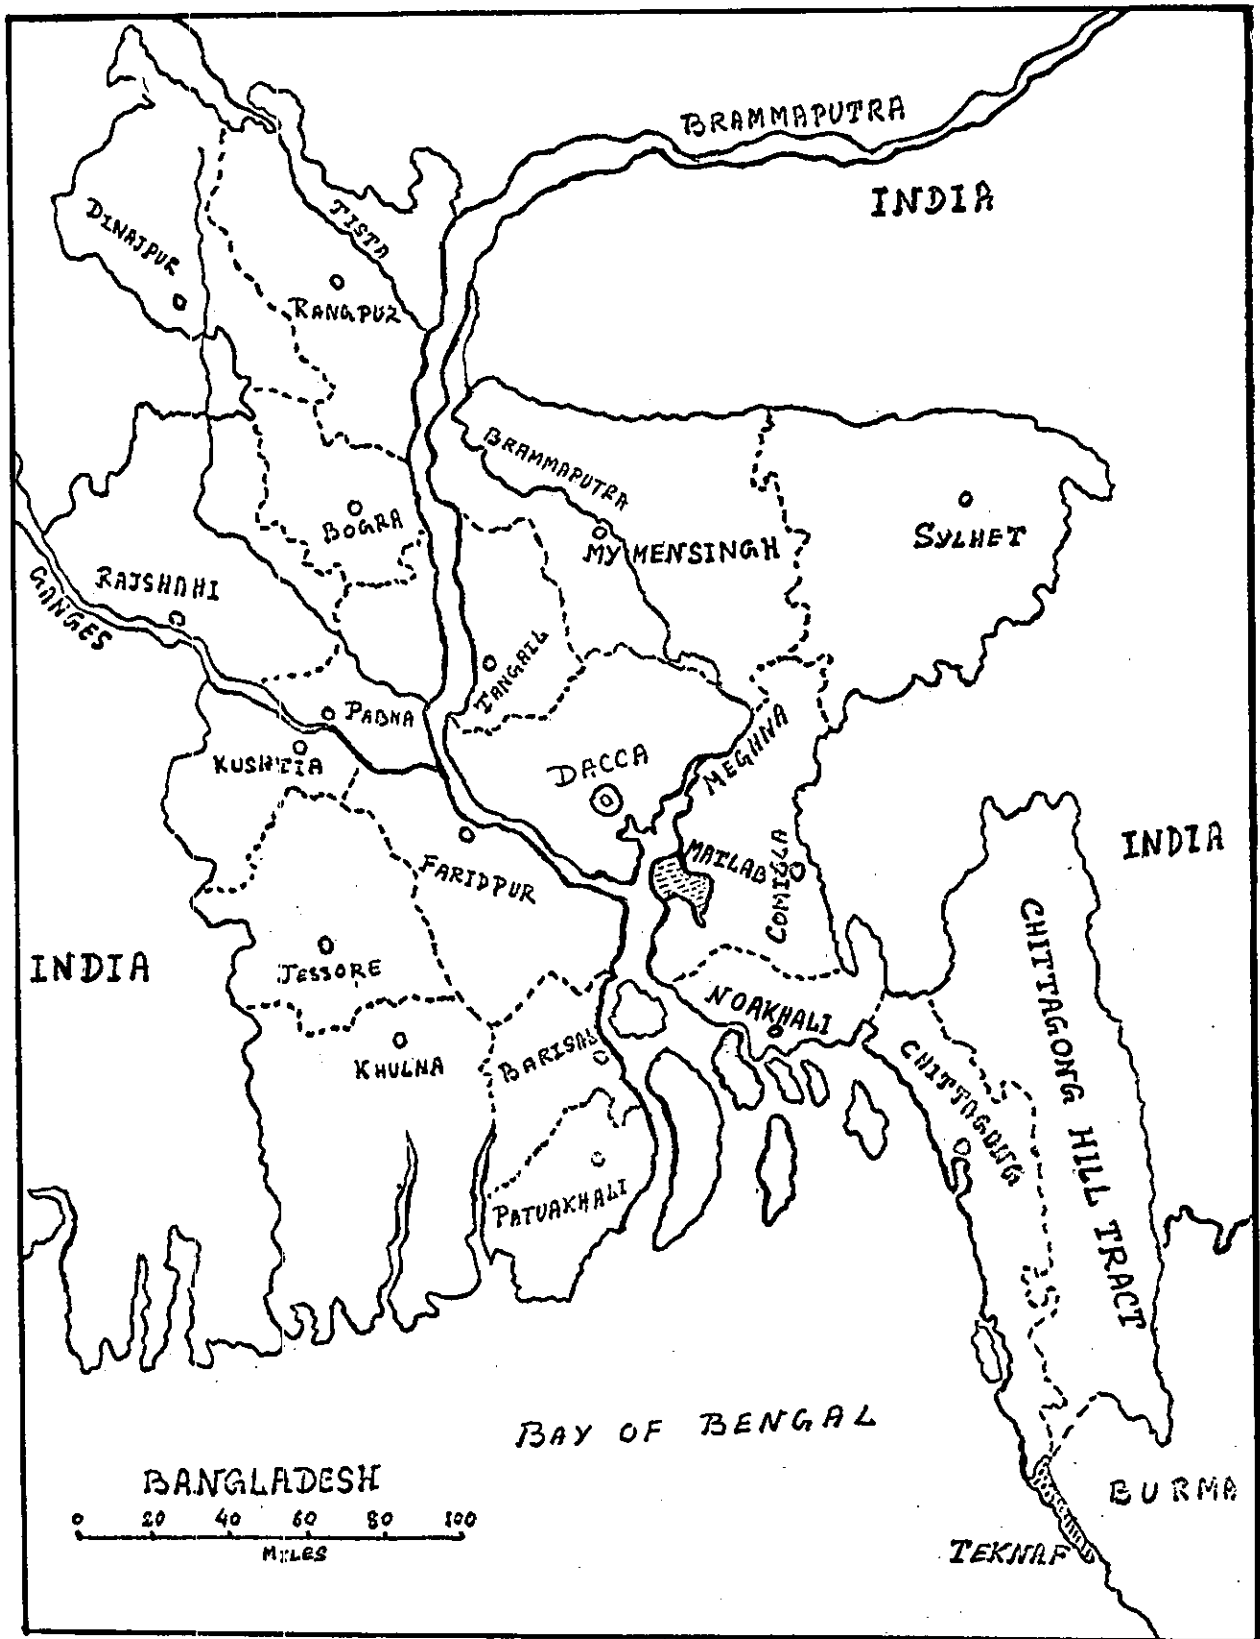 BRAMMAPUTRA
INDIA
DINAJPUR
TISTA
RANGPUR
BRAMMAPUTRA
SYLHET
BOGRA
MYMENSINGH
RAJSHAHI
GANGES
TANGAIL
PABNA
MEGHNA
KUSHTIA
DACCA
INDIA
MATLAB
FARIDPUR
COMILLA
CHITTAGONG HILL TRACT
INDIA
JESSORE
NOAKHALI
BARISAL
KHULNA
CHITTAGONG
PATUAKHALI
BAY OF BENGAL
BANGLADESH
BURMA
0 20 40 60 80 100
MILES
TEKNAF